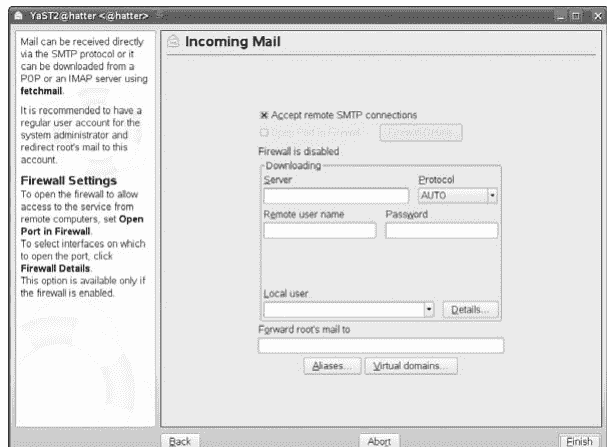 YaST2@hatter <@hatter>
Mail can be received directly
via the SMTP protocol or it
can be downloaded from a
POP or an IMAP server using
fetchmail.
It is recommended to have a
regular user account for the
system administrator and
redirect root's mail to this
account.
Firewall Settings
To open the firewall to allow
access to the service from
remote computers, set Open
Port in Firewall.
To select interfaces on which
to open the port, click
Firewall Details.
This option is available only if
the firewall is enabled.
Incoming Mail
Accept remote SMTP connections
Open Port in Firewall Firewall Details...
Firewall is disabled
Downloading
Server Protocol
AUTO
Remote user name Password
Local user
Details...
Forward root's mail to
Aliases... Virtual domains...
Back Abort Finish